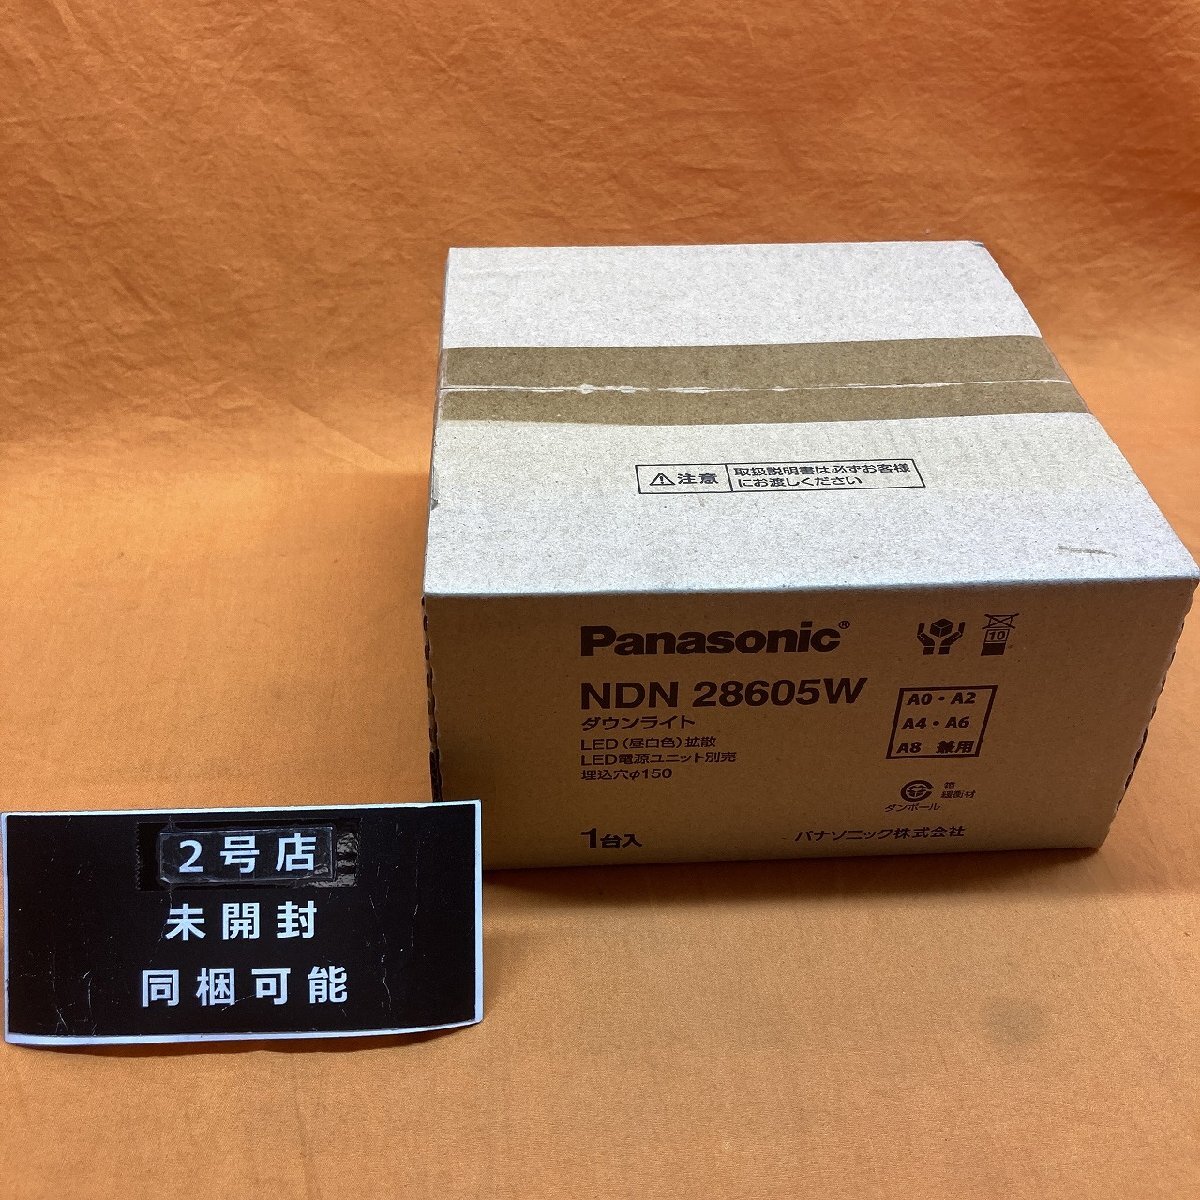 ⚠注意 取扱説明書は必ずお客様
にお渡しください
Panasonic®
10
NDN 28605W
ダウンライト
LED(昼白色)拡散
LED電源ユニット別売
埋込穴φ150
A0・A2
A4・A6
A8 兼用
箱
緩衝材
ダンボール
1台入
パナソニック株式会社
2号店
未開封
同梱可能